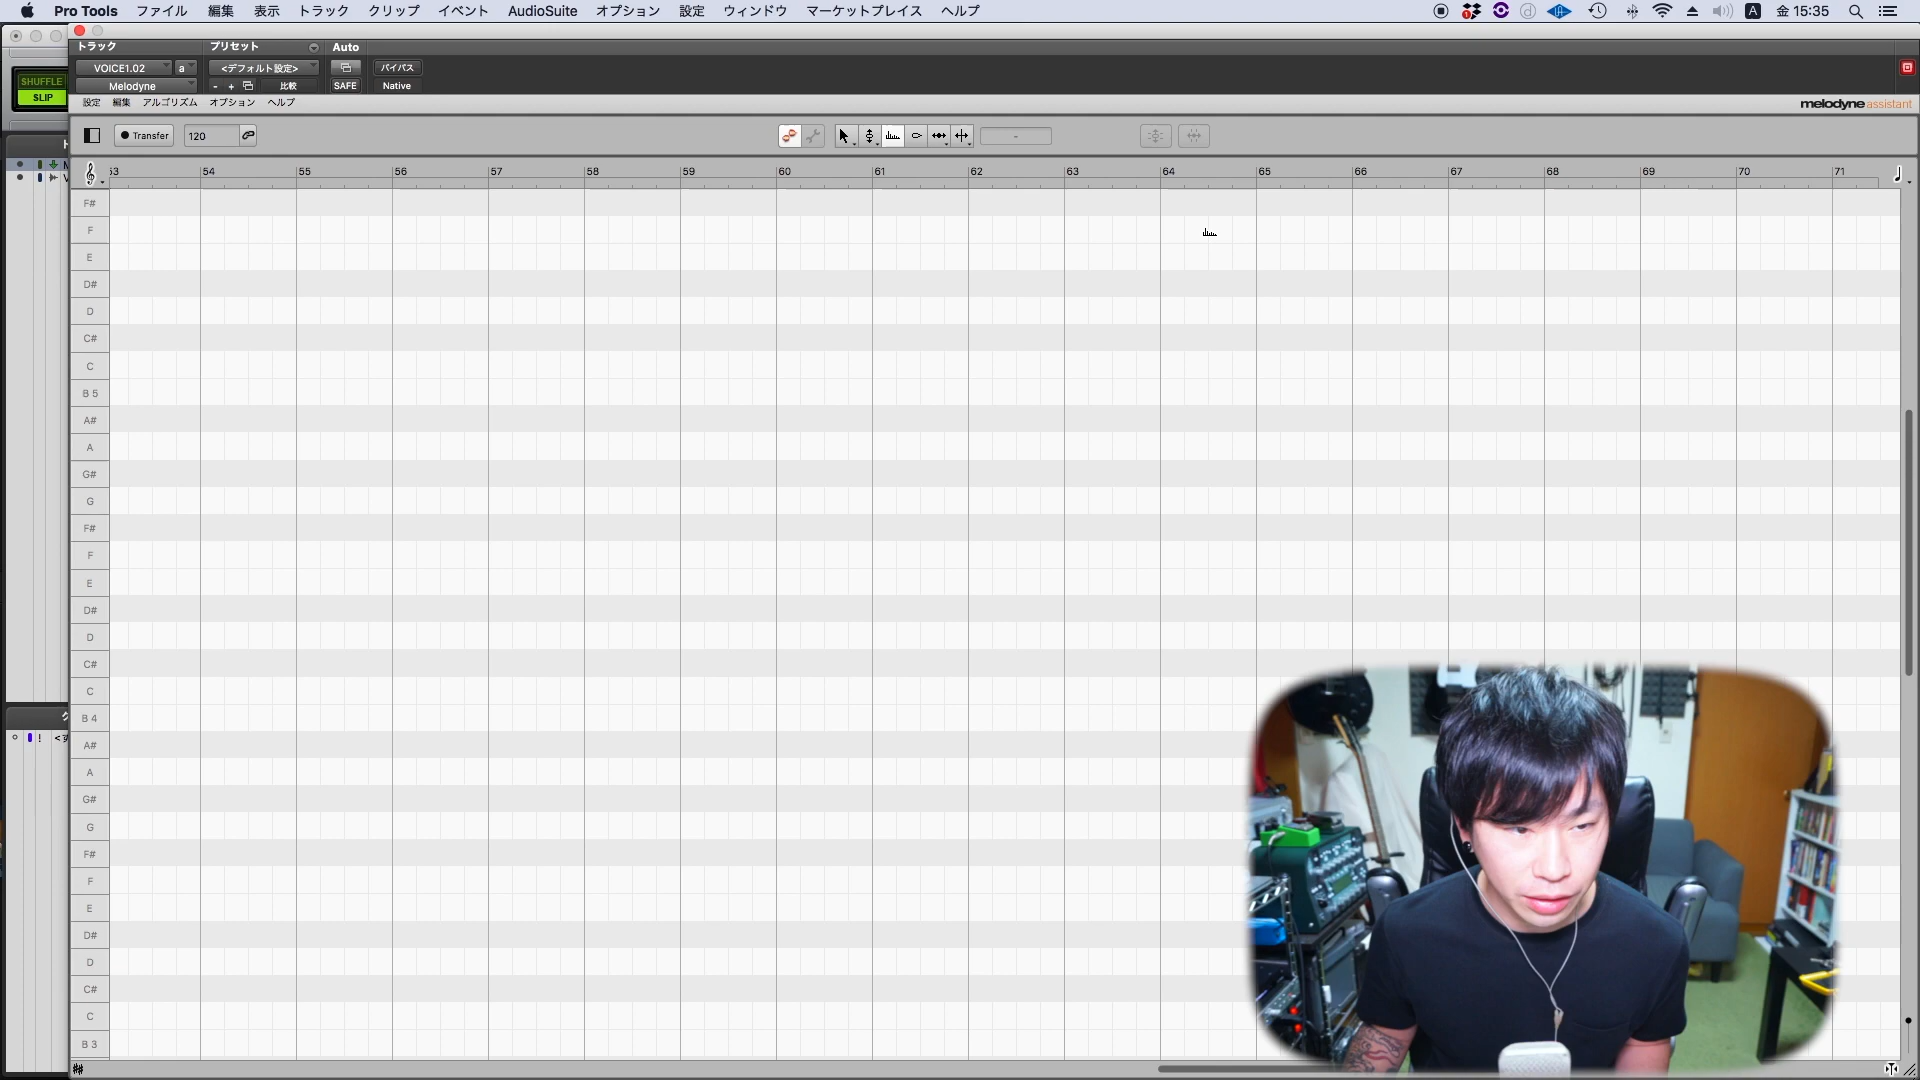 Pro Tools ファイル 編集 表示 トラック クリップ イベント AudioSuite オプション 設定 ウィンドウ マーケットプレイス ヘルプ
A 金 15:35
トラック プリセット Auto
VOICE1.02 a <デフォルト設定> バイパス
SHUFFLE
SLIP
Melodyne - + 比較 SAFE Native
設定 編集 アルゴリズム オプション ヘルプ
melodyne assistant
Transfer 120 -
53 54 55 56 57 58 59 60 61 62 63 64 65 66 67 68 69 70 71
F#
F
E
D#
D
C#
C
B 5
A#
A
G#
G
F#
F
E
D#
D
C#
C
B 4
A#
A
G#
G
F#
F
E
D#
D
C#
C
B 3